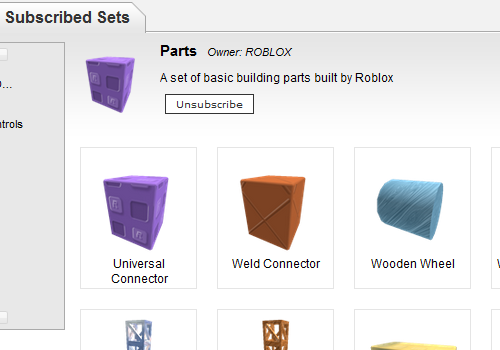 Subscribed Sets
Parts Owner: ROBLOX
A set of basic building parts built by Roblox
Unsubscribe
Universal
Connector
Weld Connector
Wooden Wheel